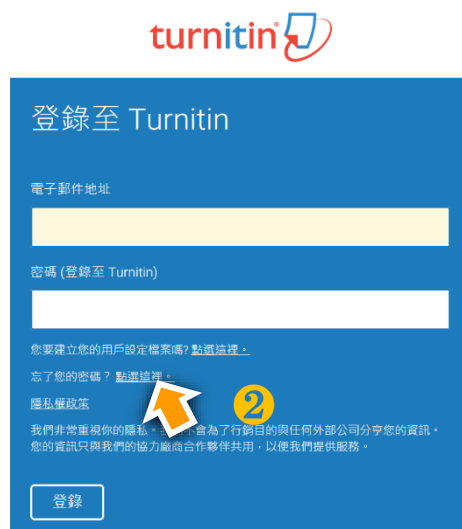 turnitin
登錄至 Turnitin
電子郵件地址
密碼 (登錄至 Turnitin)
您要建立您的用戶設定檔案嗎? 點選這裡。
忘了您的密碼？ 點選這裡。
2
隱私權政策
我們非常重視你的隱私。不會為了行銷目的與任何外部公司分享您的資訊。
您的資訊只與我們的協力廠商合作夥伴共用，以便我們提供服務。
登錄